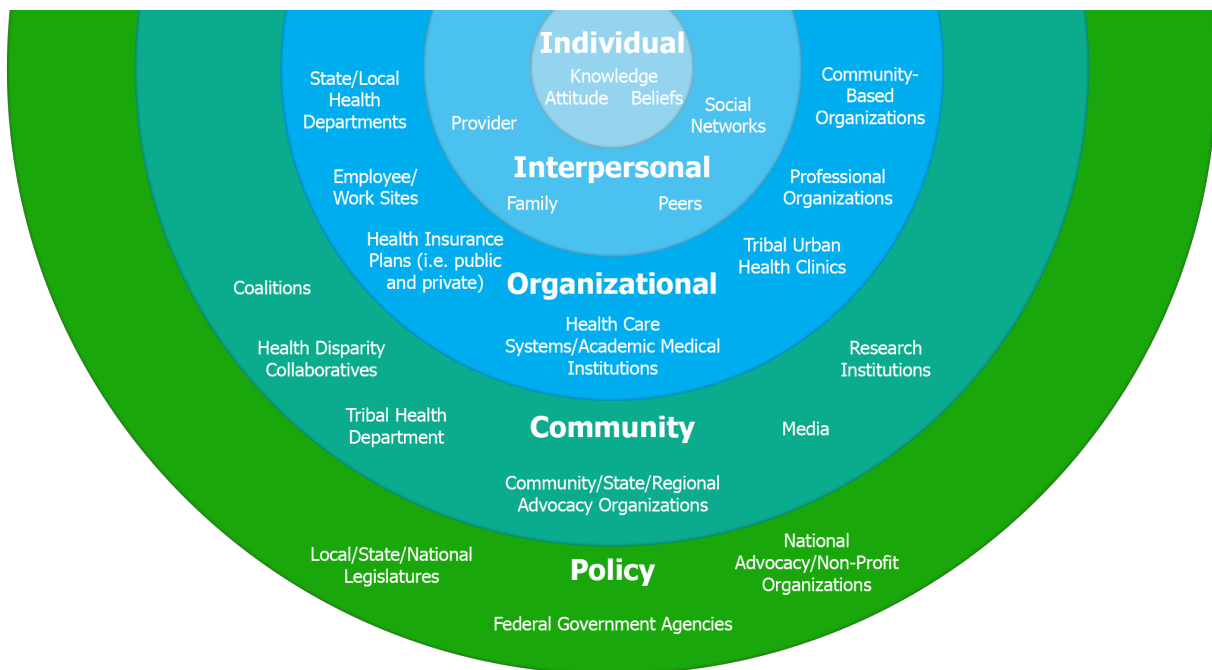 Individual
Knowledge
Attitude Beliefs
State/Local
Health
Departments
Community-
Based
Organizations
Provider
Social
Networks
Interpersonal
Family
Peers
Employee/
Work Sites
Professional
Organizations
Health Insurance
Plans (i.e. public
and private)
Tribal Urban
Health Clinics
Organizational
Health Care
Systems/Academic Medical
Institutions
Coalitions
Health Disparity
Collaboratives
Research
Institutions
Tribal Health
Department
Community
Media
Community/State/Regional
Advocacy Organizations
Local/State/National
Legislatures
Policy
National
Advocacy/Non-Profit
Organizations
Federal Government Agencies